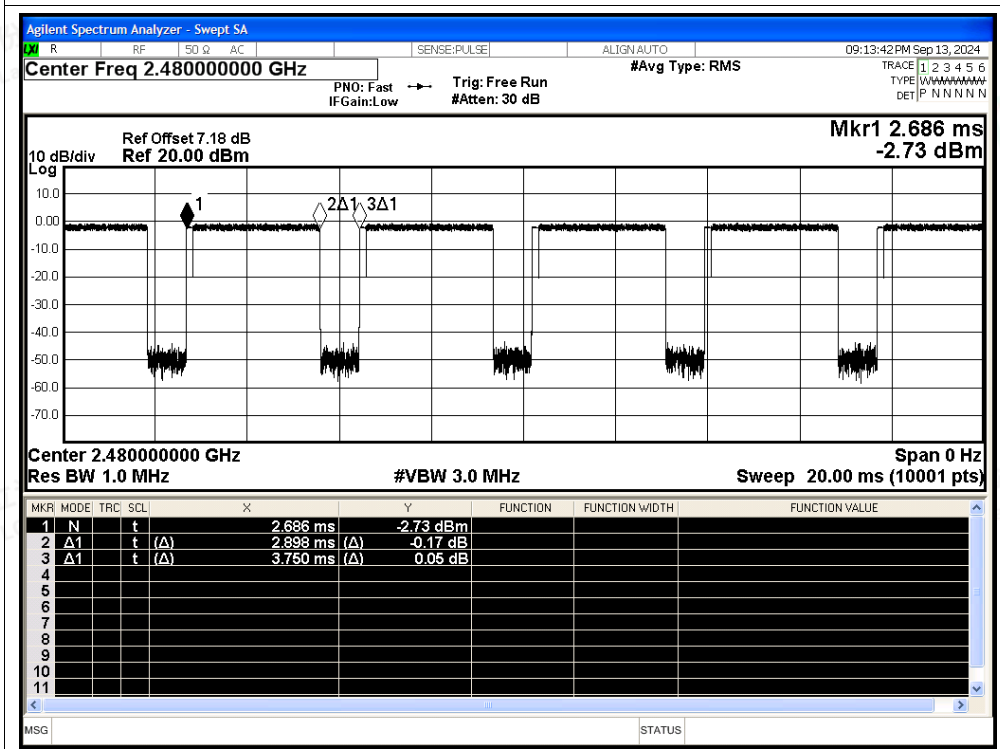 Agilent Spectrum Analyzer - Swept SA
LXI R RF 50 Ω AC SENSE:PULSE ALIGN AUTO 09:13:42 PM Sep 13, 2024
Center Freq 2.480000000 GHz #Avg Type: RMS TRACE 1 2 3 4 5 6
PNO: Fast Trig: Free Run TYPE WWWWWW
IFGain:Low #Atten: 30 dB DET P N N N N N
Mkr1 2.686 ms
-2.73 dBm
Ref Offset 7.18 dB
10 dB/div Ref 20.00 dBm
Log
10.0
1 2Δ1 3Δ1
0.00
-10.0
-20.0
-30.0
-40.0
-50.0
-60.0
-70.0
Center 2.480000000 GHz Span 0 Hz
Res BW 1.0 MHz #VBW 3.0 MHz Sweep 20.00 ms (10001 pts)
MKR MODE TRC SCL X Y FUNCTION FUNCTION WIDTH FUNCTION VALUE
1 N t 2.686 ms -2.73 dBm
2 Δ1 t (Δ) 2.898 ms (Δ) -0.17 dB
3 Δ1 t (Δ) 3.750 ms (Δ) 0.05 dB
4
5
6
7
8
9
10
11
MSG STATUS